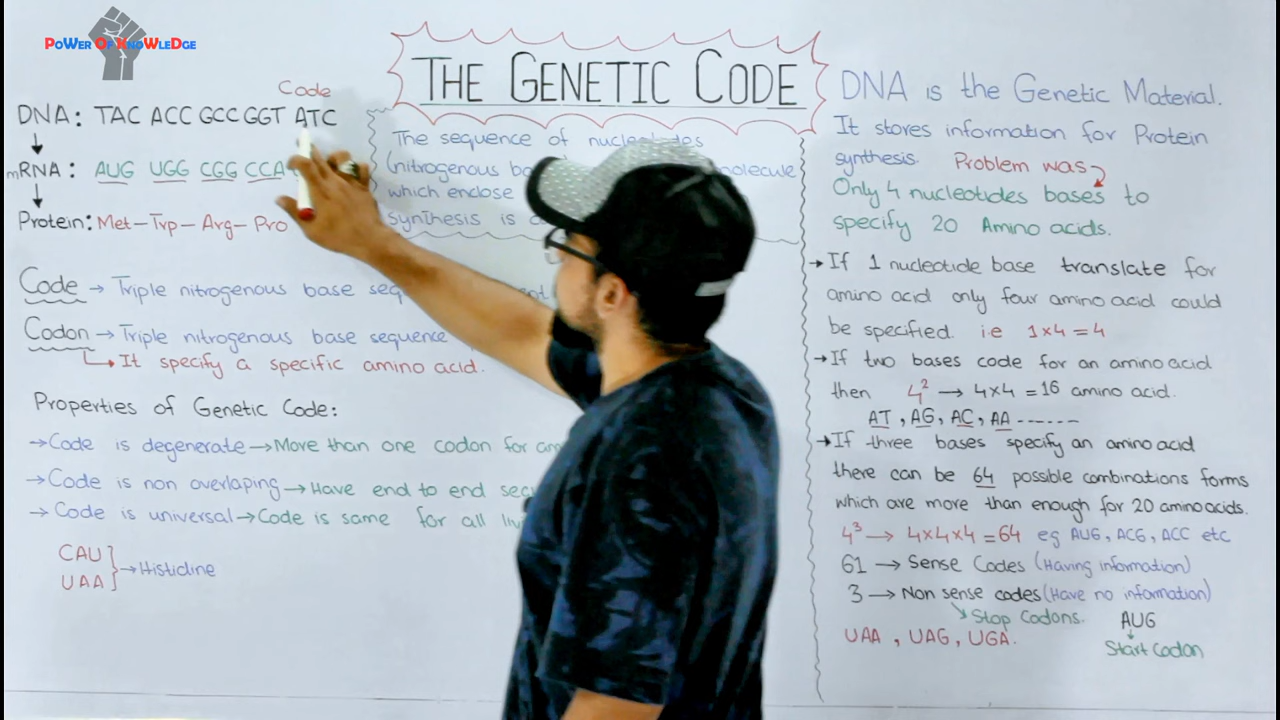 PoWer Of KnoWleDge
THE GENETIC CODE
Code
DNA: TAC ACC GCC GGT ATC
mRNA: AUG UGG CGG CCA
Protein: Met-Trp-Arg-Pro
The sequence of nucleotides
(nitrogenous molecule
which enclose
synthesis is
Code → Triple nitrogenous base
Codon → Triple nitrogenous base sequence
It specify a specific amino acid.
Properties of Genetic Code:
→ Code is degenerate → More than one codon for
→ Code is non overlaping → Have end to end
→ Code is universal → Code is same for all
CAU
UAA } → Histidine
DNA is the Genetic Material.
It stores information for Protein
synthesis. Problem was
Only 4 nucleotides bases to
specify 20 Amino acids.
→ If 1 nucleotide base translate for
amino acid only four amino acid could
be specified. i.e 1×4=4
→ If two bases code for an amino acid
then 4² → 4×4=16 amino acid.
AT, AG, AC, AA ------
→ If three bases specify an amino acid
there can be 64 possible combinations forms
which are more than enough for 20 amino acids.
4³ → 4×4×4=64 eg AUG, ACG, ACC etc
61 → Sense Codes (Having information)
3 → Non sense codes (Have no information)
Stop Codons.
UAA, UAG, UGA.
AUG
Start Codon